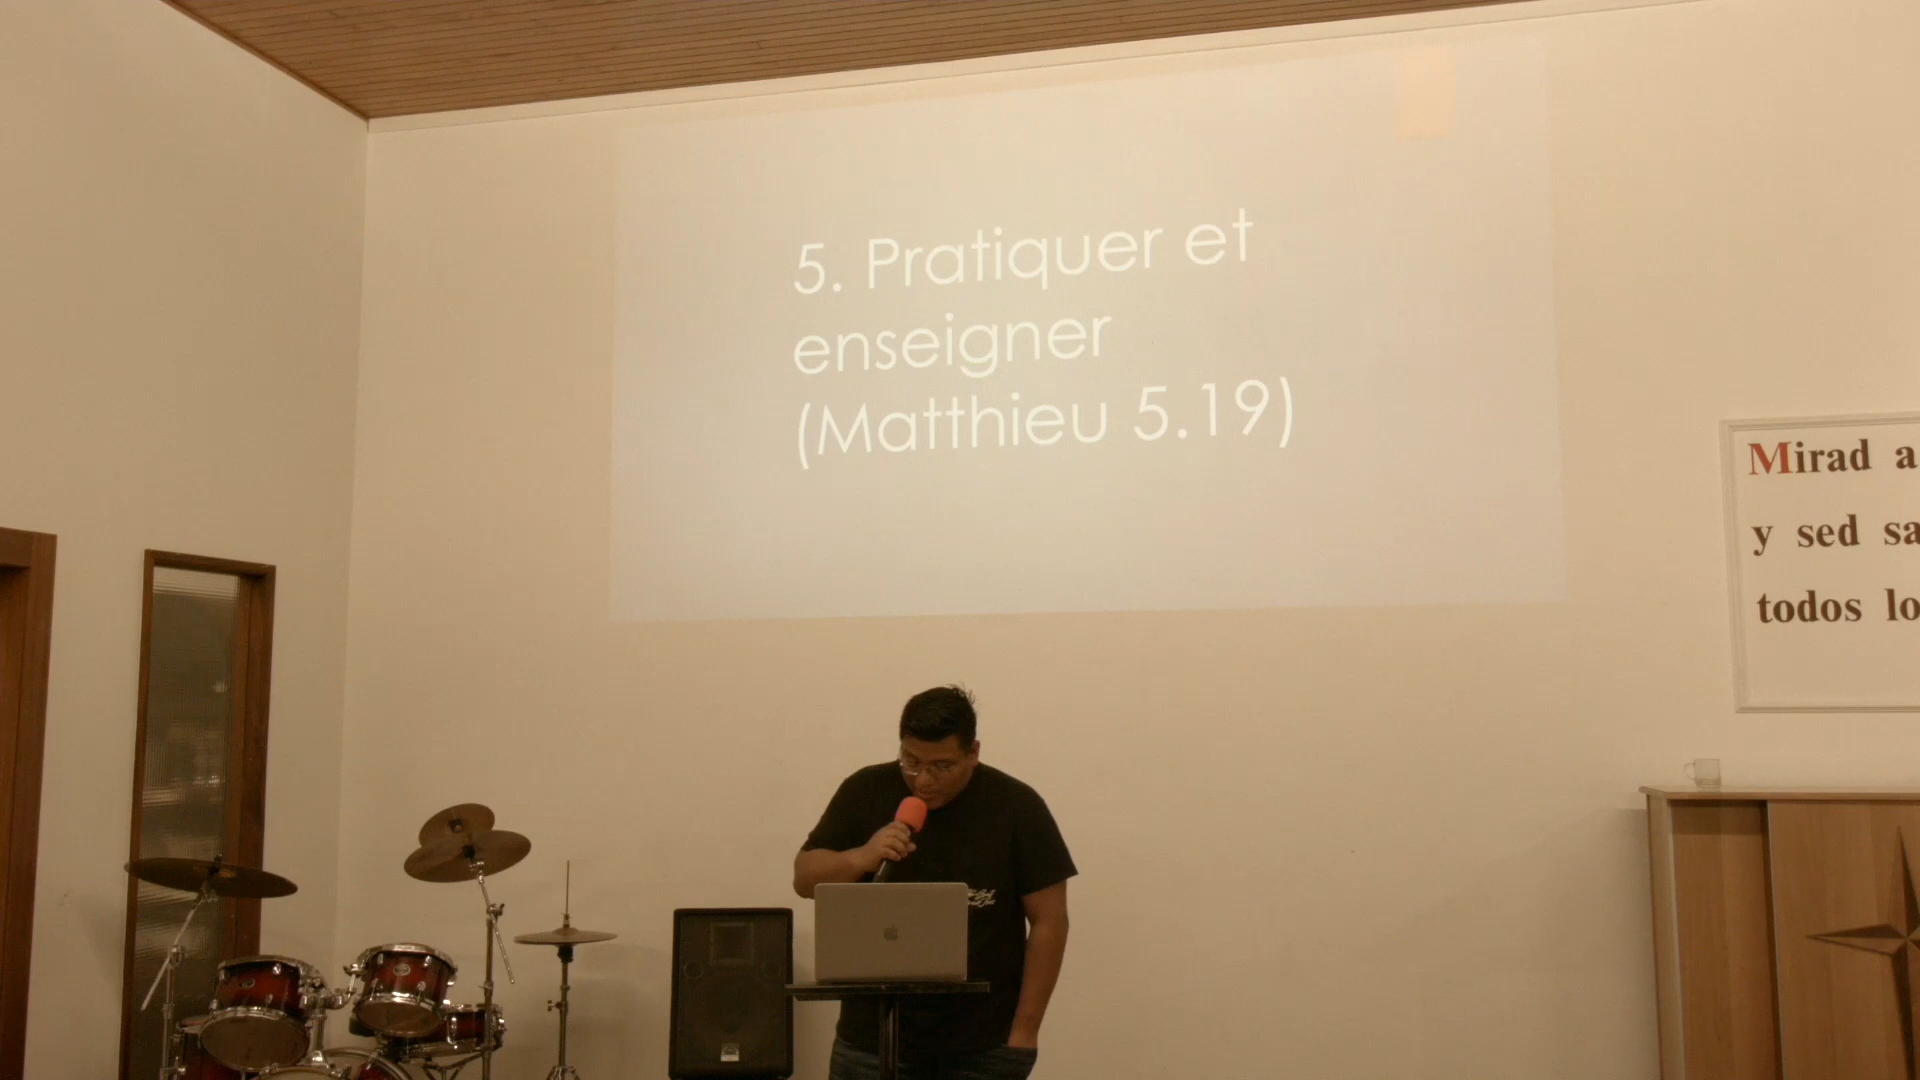 5. Pratiquer et
enseigner
(Matthieu 5.19)
Mirad a
y sed sa
todos lo